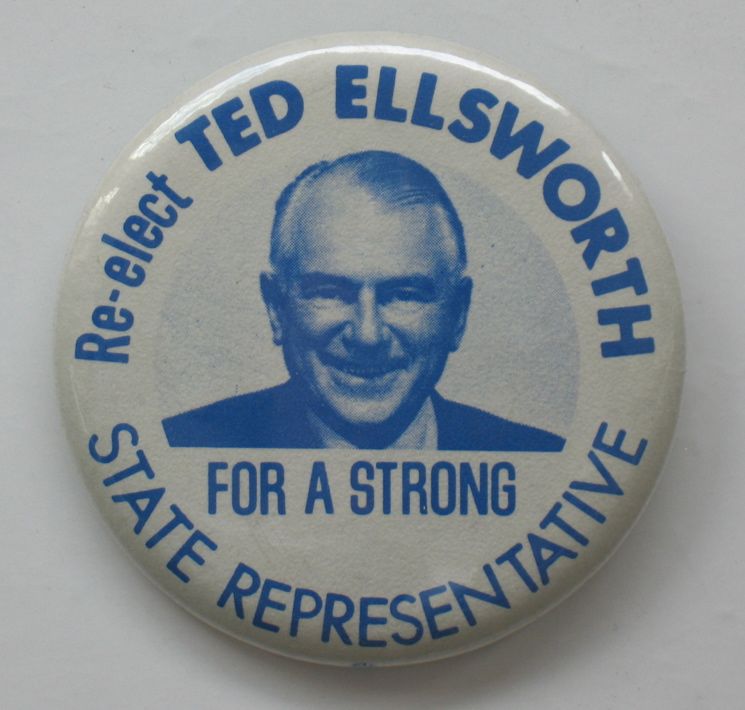 Re-elect TED ELLSWORTH
FOR A STRONG
STATE REPRESENTATIVE